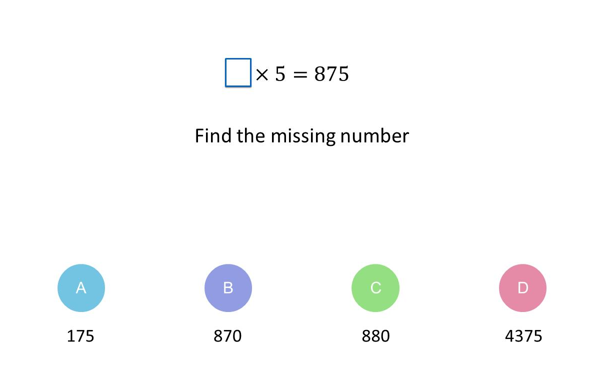 ☐ × 5 = 875
Find the missing number
A B C D
175 870 880 4375